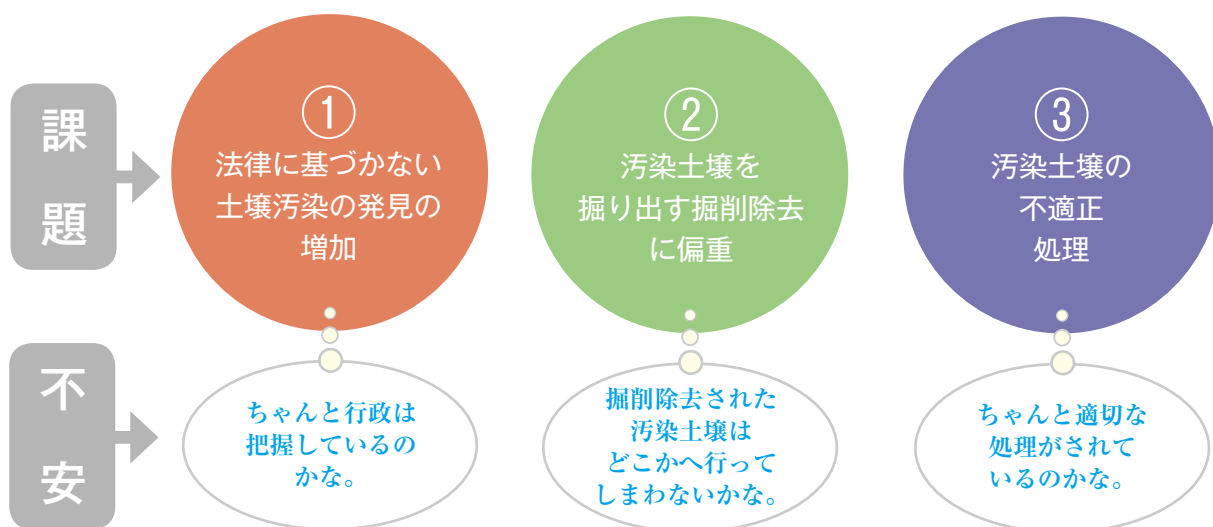 課題
①
法律に基づかない
土壌汚染の発見の
増加
②
汚染土壌を
掘り出す掘削除去
に偏重
③
汚染土壌の
不適正
処理
不安
ちゃんと行政は
把握しているの
かな。
掘削除去された
汚染土壌は
どこかへ行って
しまわないかな。
ちゃんと適切な
処理がされて
いるのかな。